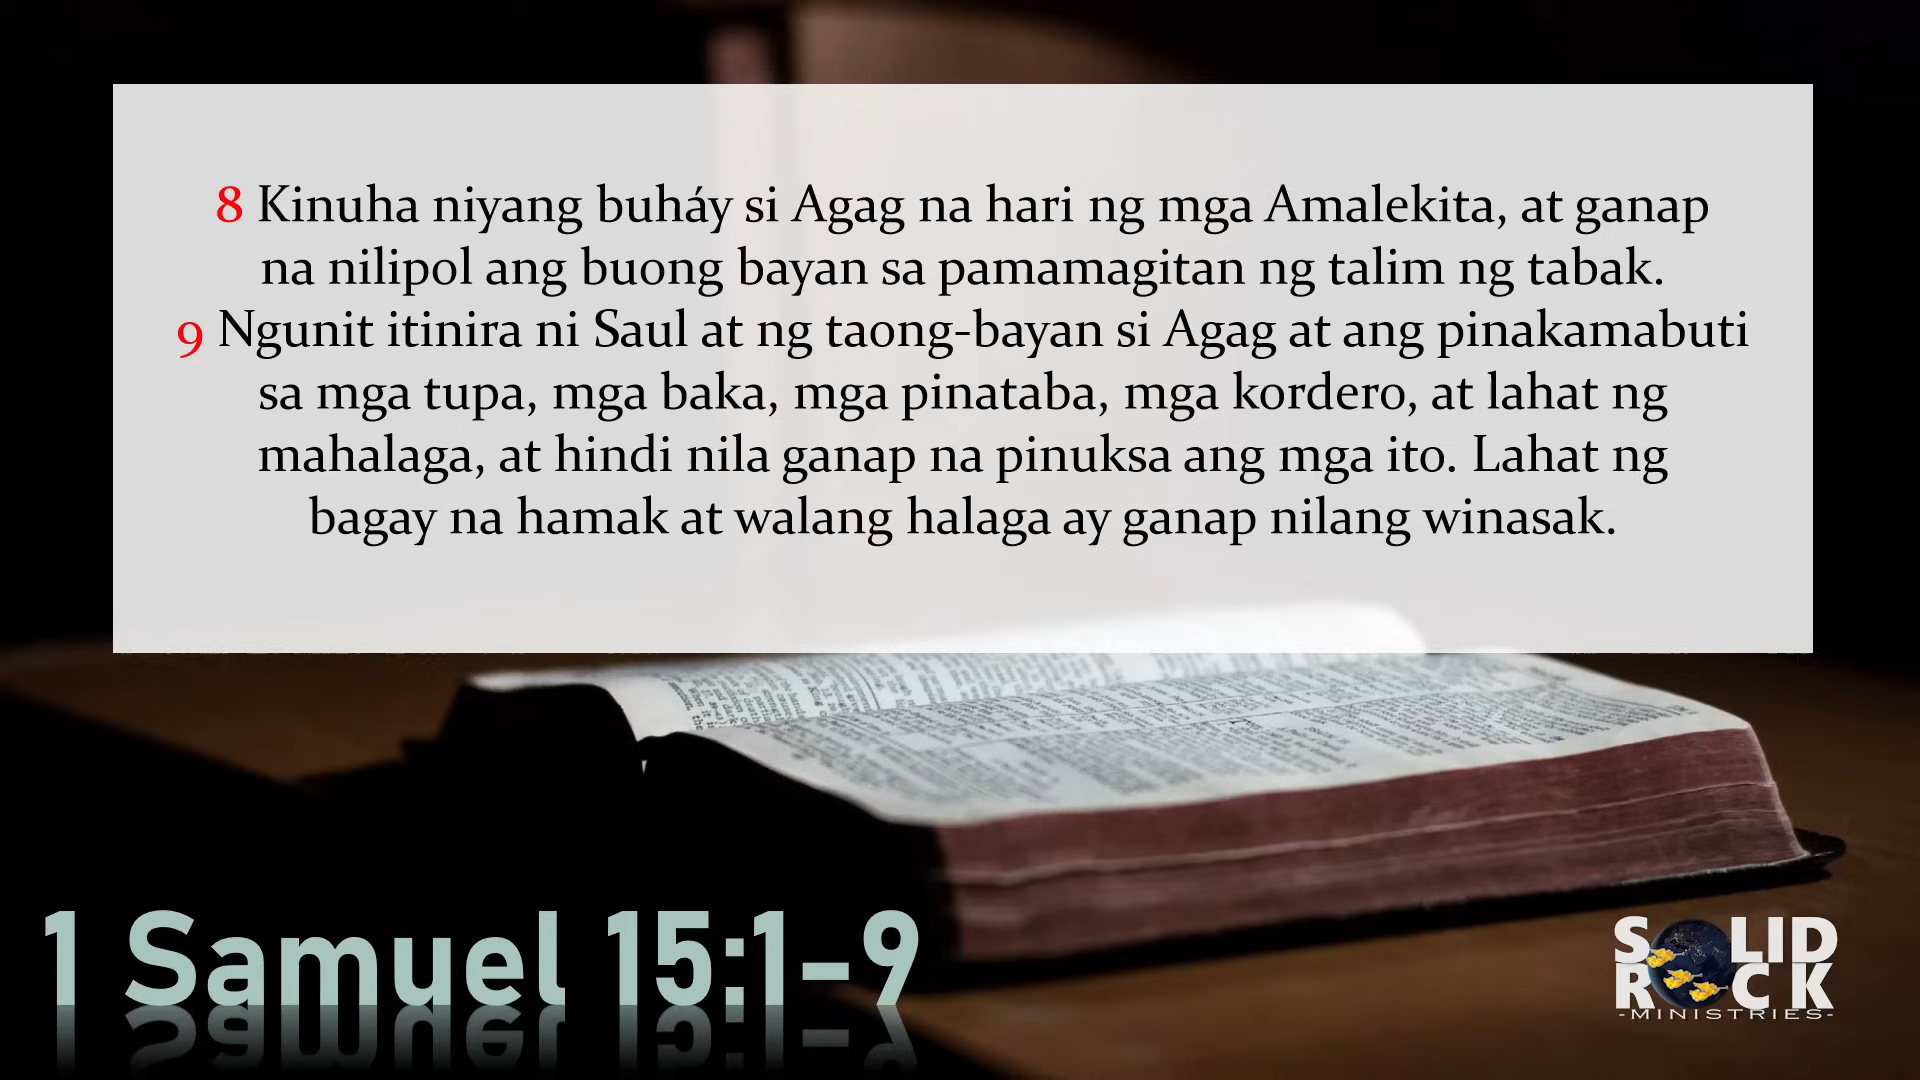 8 Kinuha niyang buháy si Agag na hari ng mga Amalekita, at ganap
na nilipol ang buong bayan sa pamamagitan ng talim ng tabak.
9 Ngunit itinira ni Saul at ng taong-bayan si Agag at ang pinakamabuti
sa mga tupa, mga baka, mga pinataba, mga kordero, at lahat ng
mahalaga, at hindi nila ganap na pinuksa ang mga ito. Lahat ng
bagay na hamak at walang halaga ay ganap nilang winasak.
1 Samuel 15:1-9
SOLID
ROCK
-MINISTRIES-